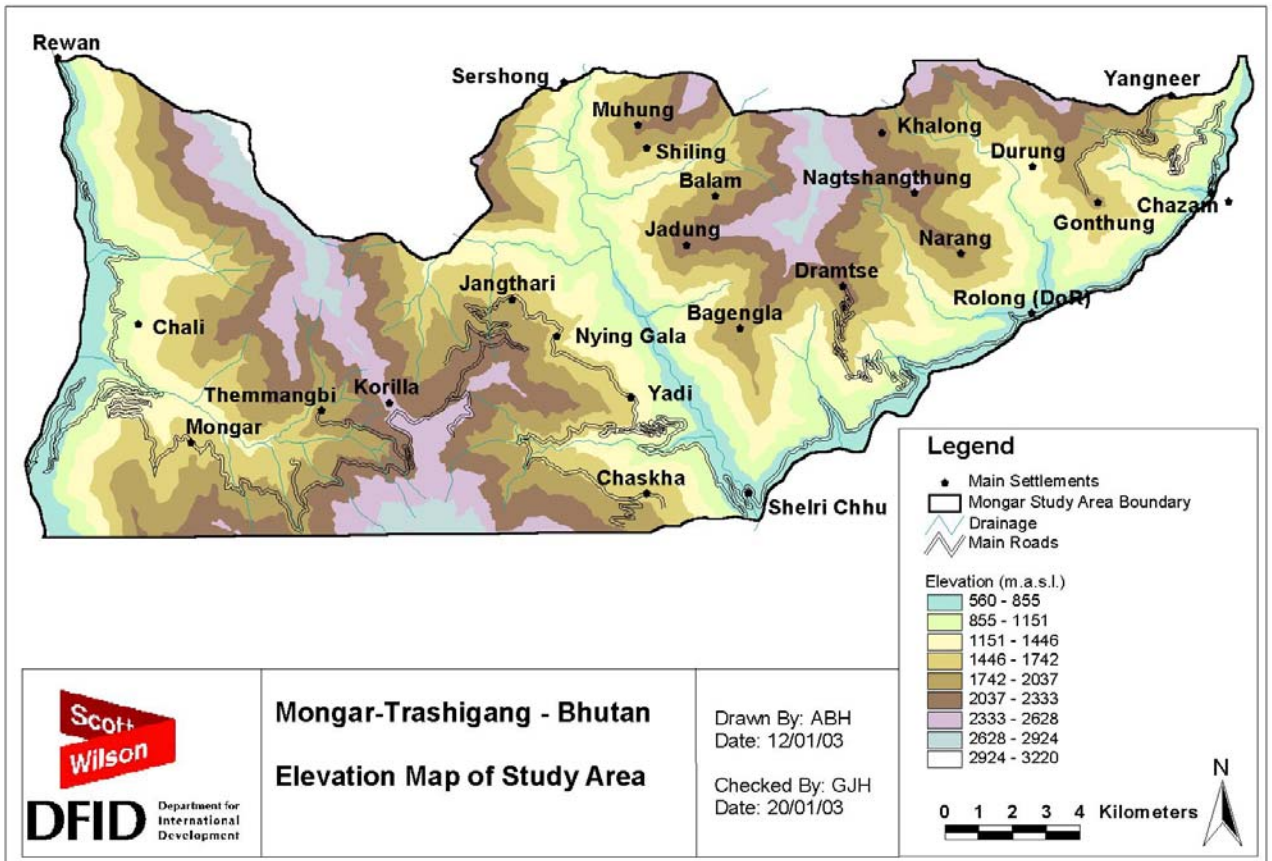 Rewan
Sershong
Yangneer
Muhung
Khalong
Shiling
Durung
Balam
Nagtshangthung
Gonthung
Chazam
Jadung
Narang
Dramtse
Jangthari
Rolong (DoR)
Chali
Bagengla
Nying Gala
Themmangbi
Korilla
Yadi
Mongar
Chaskha
Shelri Chhu
Legend
Main Settlements
Mongar Study Area Boundary
Drainage
Main Roads
Elevation (m.a.s.l.)
560 - 855
855 - 1151
1151 - 1446
1446 - 1742
1742 - 2037
2037 - 2333
2333 - 2628
2628 - 2924
2924 - 3220
N
0 1 2 3 4 Kilometers
Scott
Wilson
DFID
Department for
International
Development
Mongar-Trashigang - Bhutan
Elevation Map of Study Area
Drawn By: ABH
Date: 12/01/03
Checked By: GJH
Date: 20/01/03